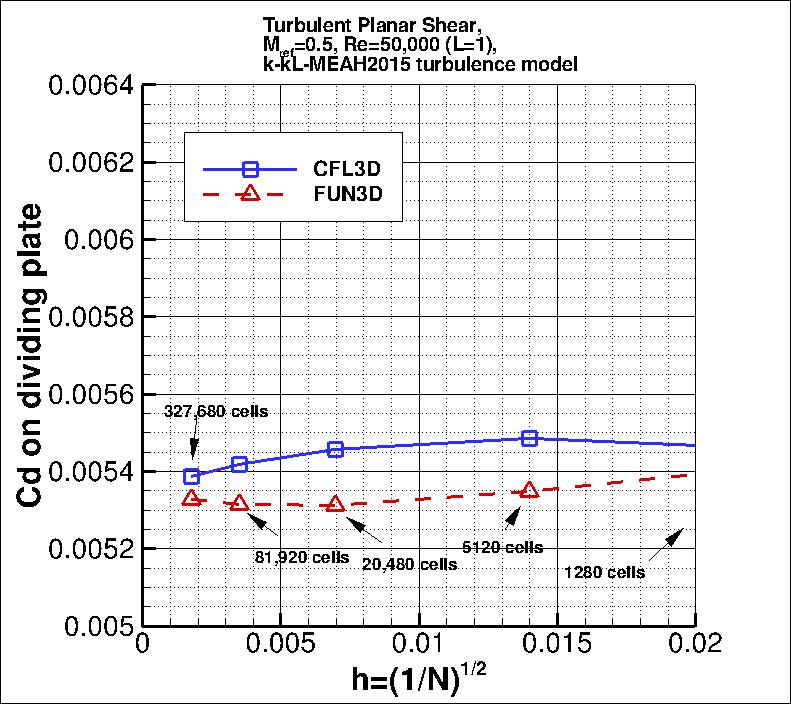 Turbulent Planar Shear,
Mref=0.5, Re=50,000 (L=1),
k-kL-MEAH2015 turbulence model
0.0064
0.0062
0.006
0.0058
0.0056
0.0054
0.0052
0.005
Cd on dividing plate
CFL3D
FUN3D
327,680 cells
81,920 cells
20,480 cells
5120 cells
1280 cells
0
0.005
0.01
0.015
0.02
h=(1/N)^1/2